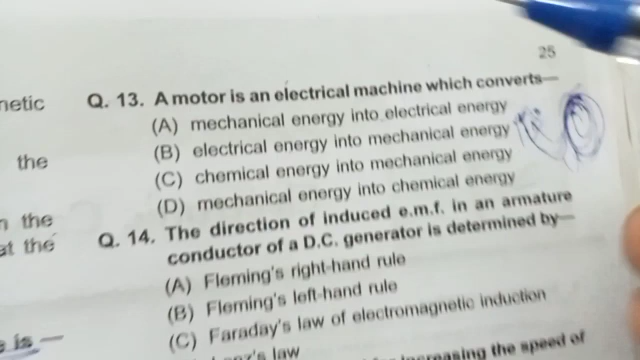 25
netic
Q. 13. A motor is an electrical machine which converts—
(A) mechanical energy into electrical energy
(B) electrical energy into mechanical energy
the
(C) chemical energy into mechanical energy
(D) mechanical energy into chemical energy
the
Q. 14. The direction of induced e.m.f. in an armature
at the
conductor of a D.C. generator is determined by—
(A) Fleming's right-hand rule
(B) Fleming's left-hand rule
(C) Faraday's law of electromagnetic induction
is —
law
increasing the speed of